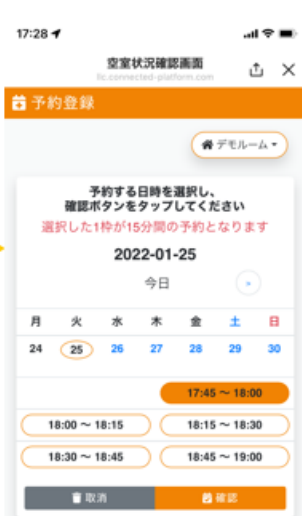 17:28
空室状況確認画面
llc.connected-platform.com
予約登録
デモルーム
予約する日時を選択し、
確認ボタンをタップしてください
選択した1枠が15分間の予約となります
2022-01-25
今日
»
月 火 水 木 金 土 日
24 25 26 27 28 29 30
17:45 〜 18:00
18:00 〜 18:15 18:15 〜 18:30
18:30 〜 18:45 18:45 〜 19:00
取消 確認